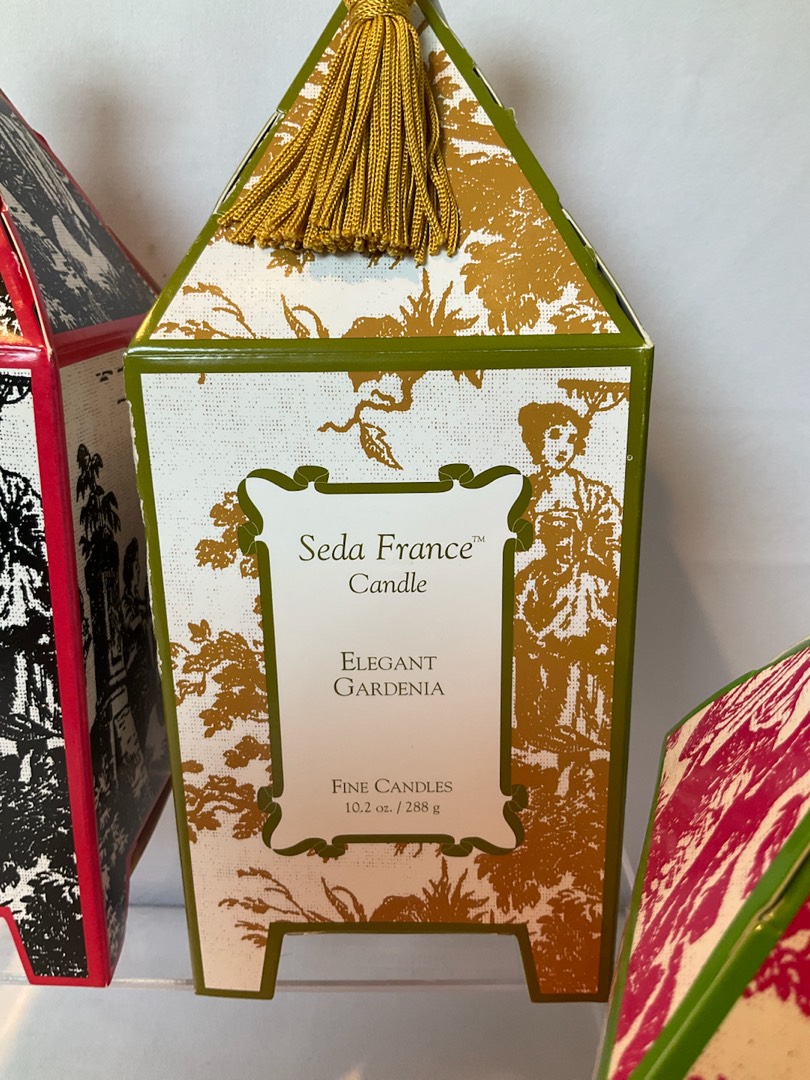 Seda France™
Candle
ELEGANT
GARDENIA
FINE CANDLES
10.2 oz. / 288 g